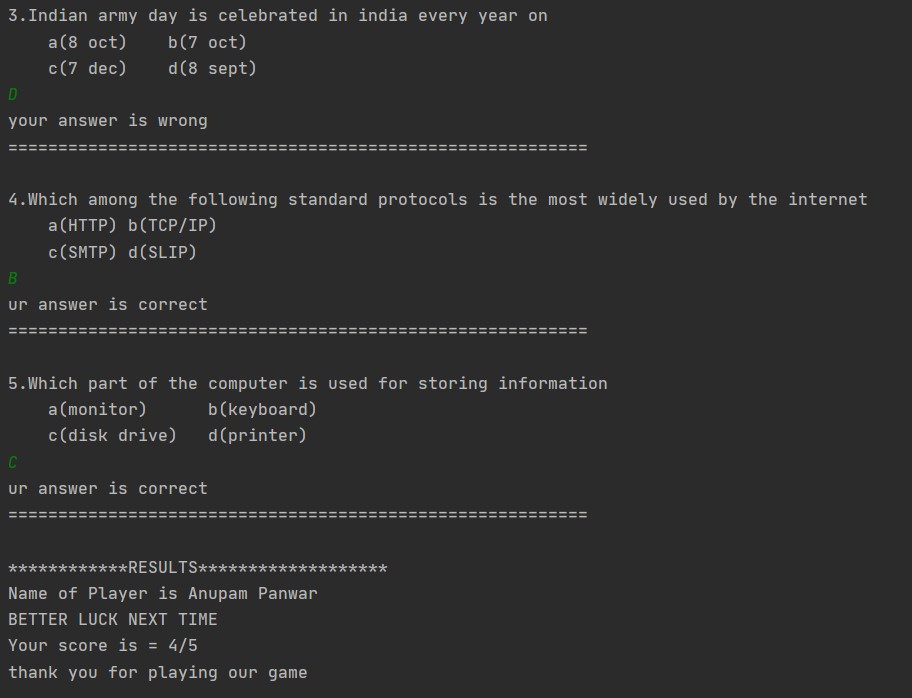 3.Indian army day is celebrated in india every year on
    a(8 oct)    b(7 oct)
    c(7 dec)    d(8 sept)
D
your answer is wrong
==========================================================
4.Which among the following standard protocols is the most widely used by the internet
    a(HTTP) b(TCP/IP)
    c(SMTP) d(SLIP)
B
ur answer is correct
==========================================================
5.Which part of the computer is used for storing information
    a(monitor)      b(keyboard)
    c(disk drive)   d(printer)
C
ur answer is correct
==========================================================
************RESULTS*******************
Name of Player is Anupam Panwar
BETTER LUCK NEXT TIME
Your score is = 4/5
thank you for playing our game